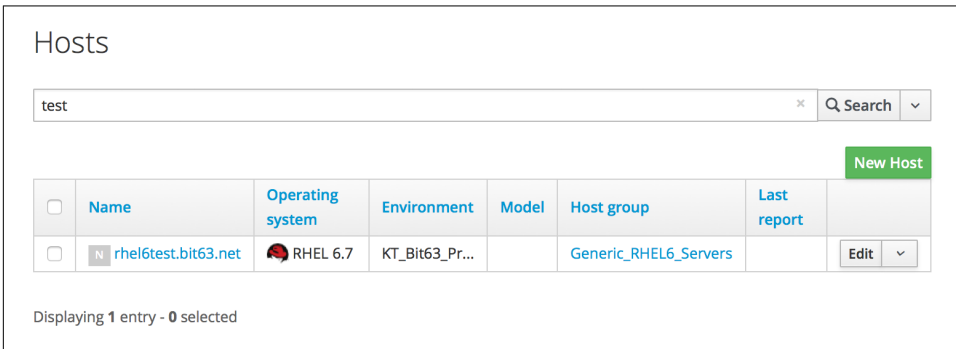 Hosts
test × Search
New Host
Name Operating system Environment Model Host group Last report
N rhel6test.bit63.net RHEL 6.7 KT_Bit63_Pr... Generic_RHEL6_Servers Edit
Displaying 1 entry - 0 selected